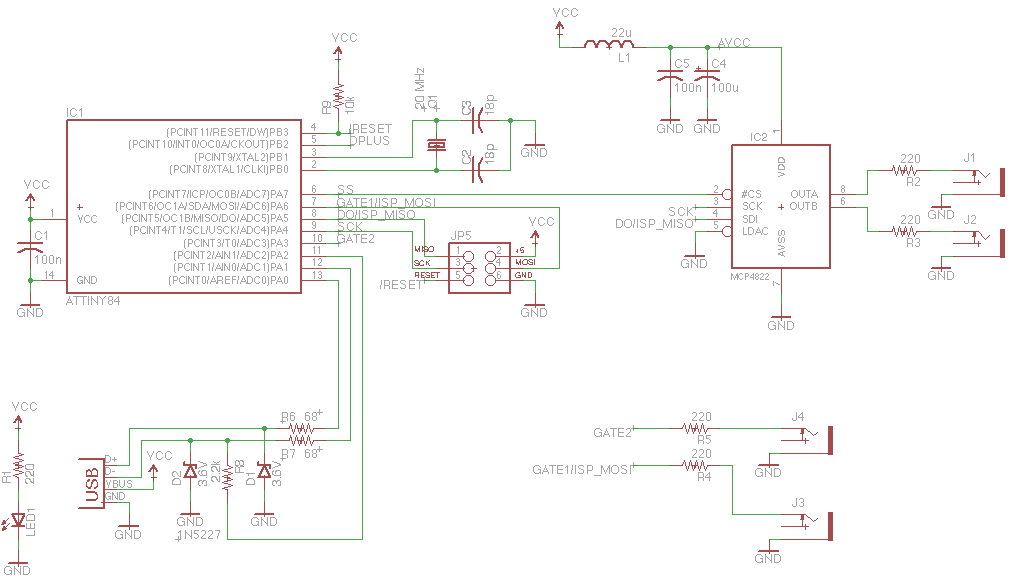 VCC
22u
L1
AVCC
C5
100n
C4
100u
GND
GND
VCC
R9
10k
20 MHz
Q1
C3
18p
C2
18p
GND
IC1
(PCINT11/RESET/DW)PB3
(PCINT10/INT0/OC0A/CKOUT)PB2
(PCINT9/XTAL2)PB1
(PCINT8/XTAL1/CLKI)PB0
(PCINT7/ICP/OC0B/ADC7)PA7
(PCINT6/OC1A/SDA/MOSI/ADC6)PA6
(PCINT5/OC1B/MISO/DO/ADC5)PA5
(PCINT4/T1/SCL/USCK/ADC4)PA4
(PCINT3/T0/ADC3)PA3
(PCINT2/AIN1/ADC2)PA2
(PCINT1/AIN0/ADC1)PA1
(PCINT0/AREF/ADC0)PA0
4
5
3
2
6
7
8
9
10
11
12
13
/RESET
DPLUS
SS
GATE1/ISP_MOSI
DO/ISP_MISO
SCK
GATE2
VCC
1
VCC
C1
100n
14
GND
GND
ATTINY84
JP5
MISO
1
2
+5
SCK
3
4
MOSI
RESET
5
6
GND
/RESET
VCC
GND
IC2
1
VDD
2
#CS
3
SCK
4
SDI
5
LDAC
OUTA
8
OUTB
6
AVSS
7
MCP4822
SCK
DO/ISP_MISO
GND
GND
220
R2
J1
GND
220
R3
J2
GND
VCC
R1
220
LED1
GND
USB
D+
D-
VBUS
GND
VCC
GND
D2
3.6V
GND
1N5227
2.2k
R8
D1
3.6V
GND
R6
68
R7
68
GATE2
220
R5
J4
GND
GATE1/ISP_MOSI
220
R4
J3
GND